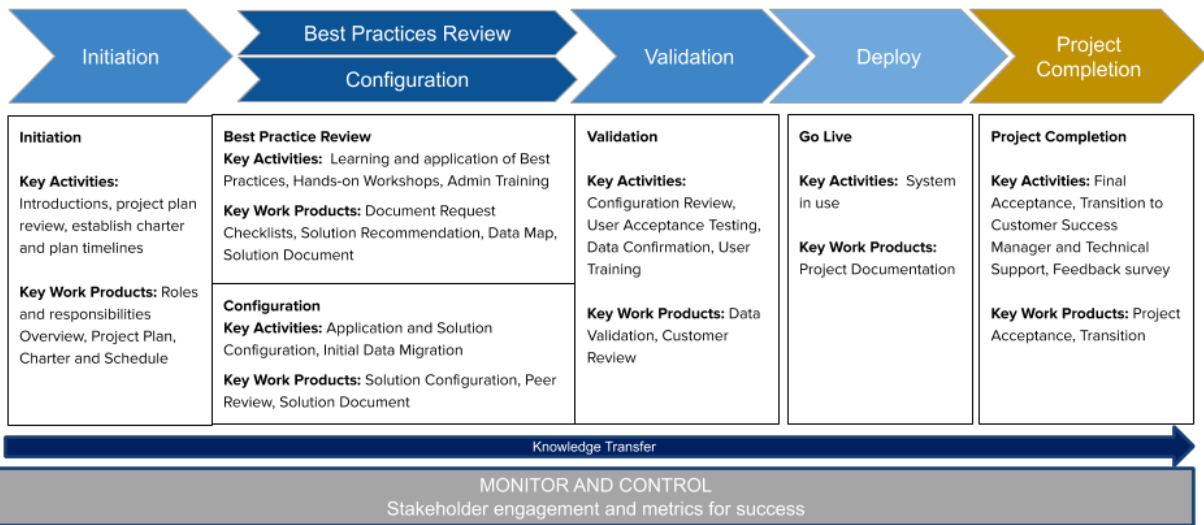 Initiation
Best Practices Review
Configuration
Validation
Deploy
Project
Completion
Initiation
Key Activities:
Introductions, project plan
review, establish charter
and plan timelines
Key Work Products: Roles
and responsibilities
Overview, Project Plan,
Charter and Schedule
Best Practice Review
Key Activities: Learning and application of Best
Practices, Hands-on Workshops, Admin Training
Key Work Products: Document Request
Checklists, Solution Recommendation, Data Map,
Solution Document
Configuration
Key Activities: Application and Solution
Configuration, Initial Data Migration
Key Work Products: Solution Configuration, Peer
Review, Solution Document
Validation
Key Activities:
Configuration Review,
User Acceptance Testing,
Data Confirmation, User
Training
Key Work Products: Data
Validation, Customer
Review
Go Live
Key Activities: System
in use
Key Work Products:
Project Documentation
Project Completion
Key Activities: Final
Acceptance, Transition to
Customer Success
Manager and Technical
Support, Feedback survey
Key Work Products: Project
Acceptance, Transition
Knowledge Transfer
MONITOR AND CONTROL
Stakeholder engagement and metrics for success